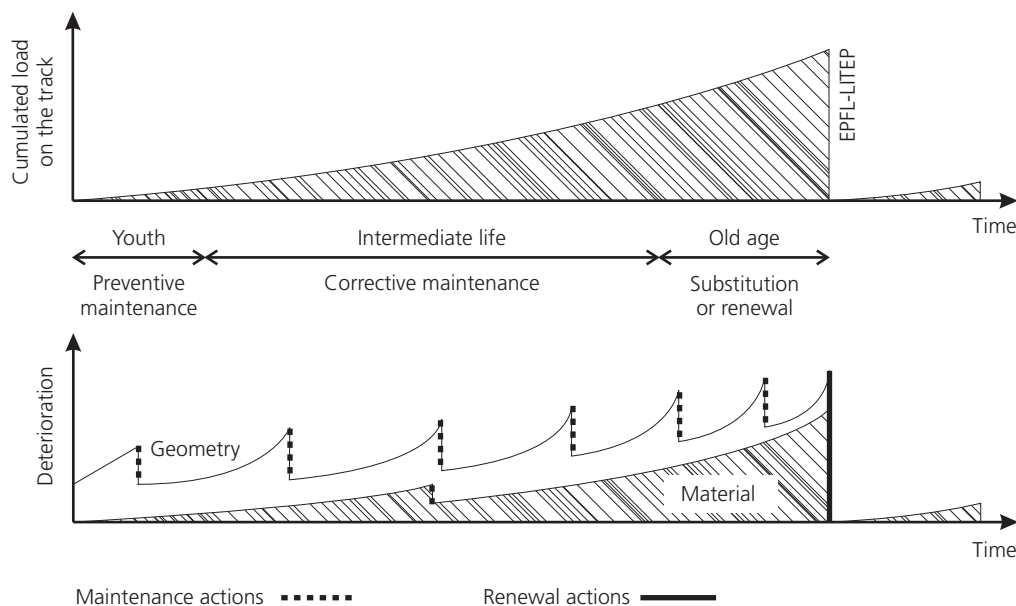 Cumulated load
on the track
EPFL-LITEP
Time
Youth
Intermediate life
Old age
Preventive
maintenance
Corrective maintenance
Substitution
or renewal
Deterioration
Geometry
Material
Time
Maintenance actions
Renewal actions